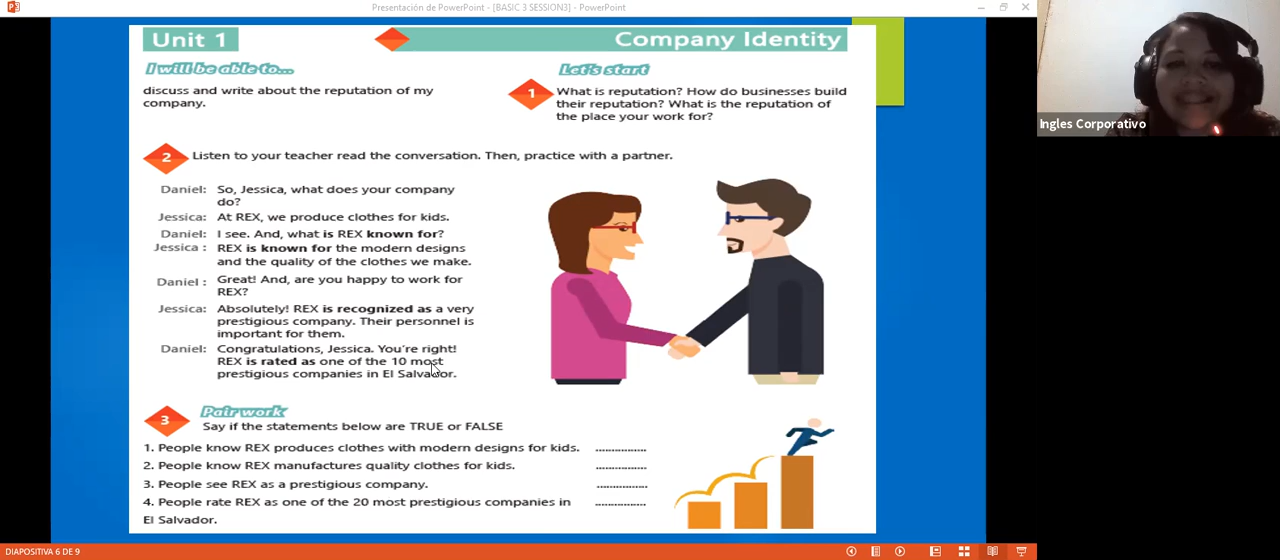 Presentación de PowerPoint - [BASIC 3 SESSION3] - PowerPoint
Unit 1
Company Identity
I will be able to...
discuss and write about the reputation of my
company.
Let's start
1
What is reputation? How do businesses build
their reputation? What is the reputation of
the place your work for?
2
Listen to your teacher read the conversation. Then, practice with a partner.
Daniel: So, Jessica, what does your company
do?
Jessica: At REX, we produce clothes for kids.
Daniel: I see. And, what is REX known for?
Jessica : REX is known for the modern designs
and the quality of the clothes we make.
Daniel : Great! And, are you happy to work for
REX?
Jessica: Absolutely! REX is recognized as a very
prestigious company. Their personnel is
important for them.
Daniel: Congratulations, Jessica. You're right!
REX is rated as one of the 10 most
prestigious companies in El Salvador.
3
Pair work
Say if the statements below are TRUE or FALSE
1. People know REX produces clothes with modern designs for kids. ................
2. People know REX manufactures quality clothes for kids. ................
3. People see REX as a prestigious company. ................
4. People rate REX as one of the 20 most prestigious companies in ................
El Salvador.
Ingles Corporativo
DIAPOSITIVA 6 DE 9